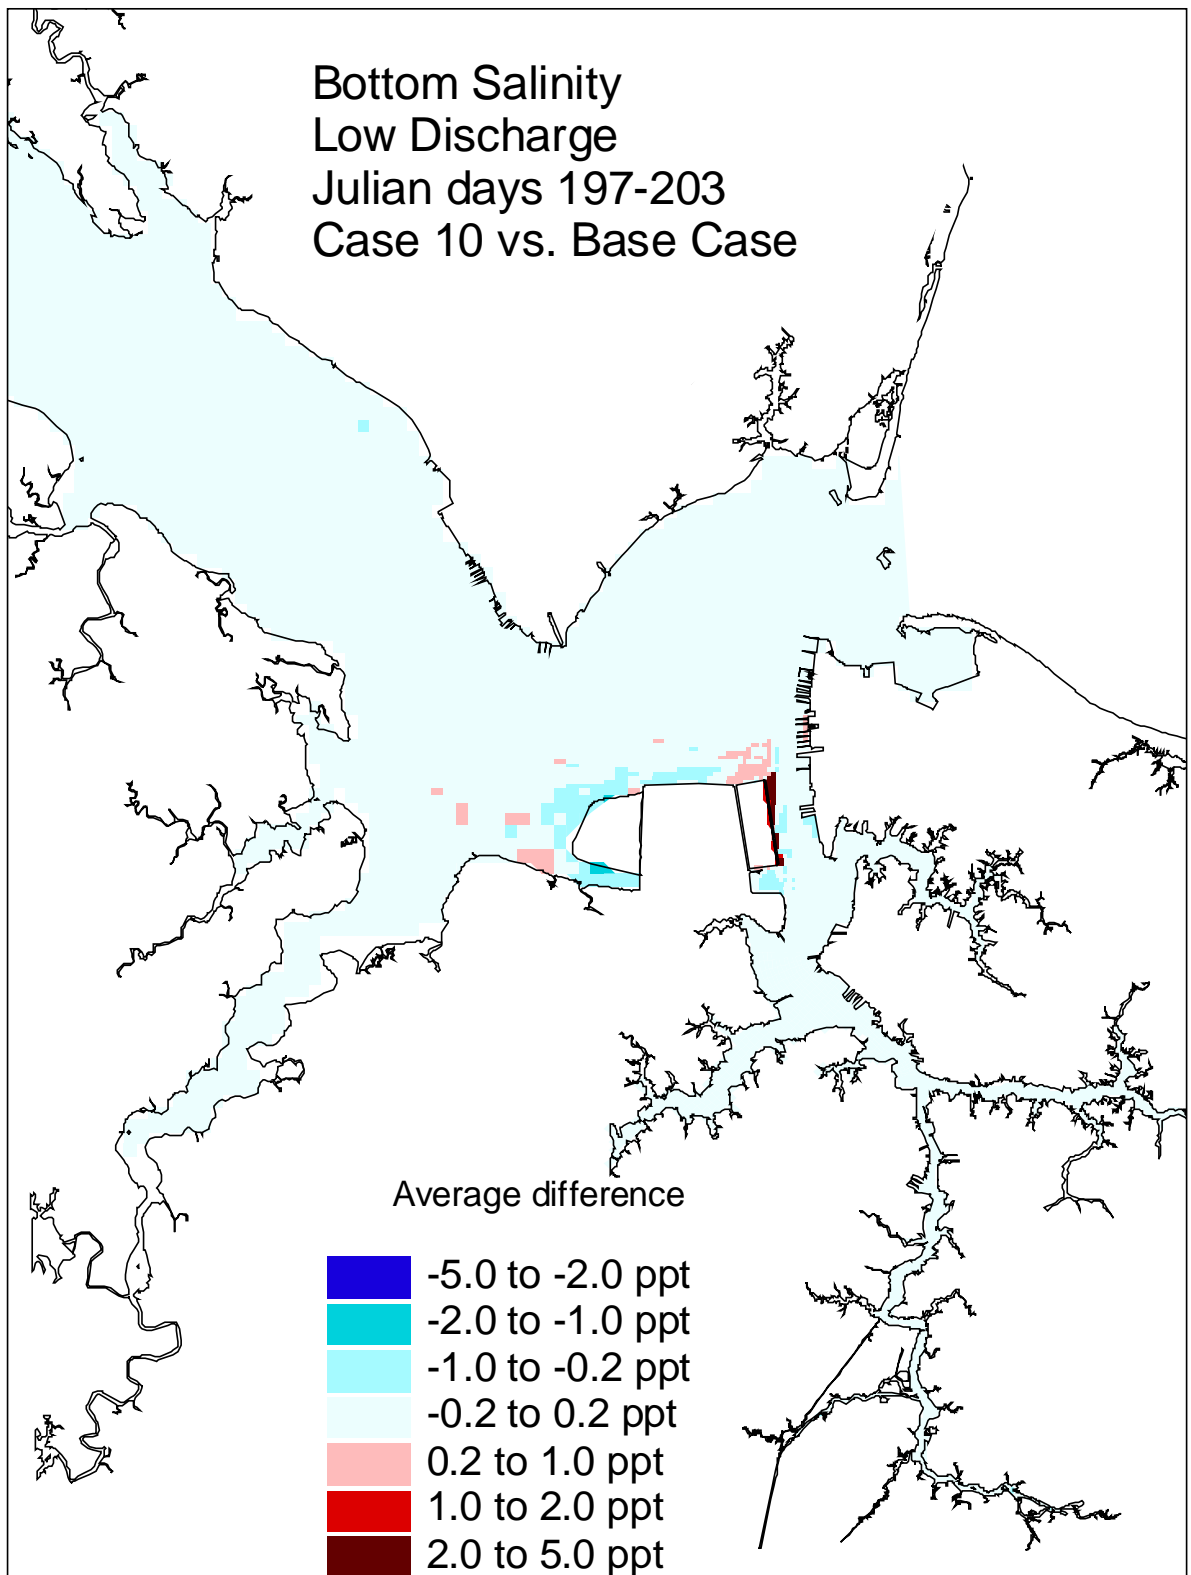 Bottom Salinity
Low Discharge
Julian days 197-203
Case 10 vs. Base Case
Average difference
-5.0 to -2.0 ppt
-2.0 to -1.0 ppt
-1.0 to -0.2 ppt
-0.2 to 0.2 ppt
0.2 to 1.0 ppt
1.0 to 2.0 ppt
2.0 to 5.0 ppt